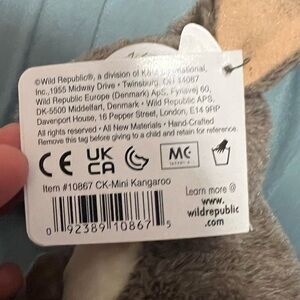 ©Wild Republic®, a division of K&M International,
Inc., 1955 Midway Drive • Twinsburg, OH 44087
Wild Republic Europe (Denmark) ApS, Fynsvej 60,
DK-5500 Middelfart, Denmark • Wild Republic APS,
Davenport House, 16 Pepper Street, London, E14 9RP
All rights reserved • All New Materials • Hand-Crafted
Remove this tag before giving to a child and retain for reference.
CE UK
CA
Item #10867 CK-Mini Kangaroo
0 92389 10867 5
Learn more @
www.
wildrepublic
.com